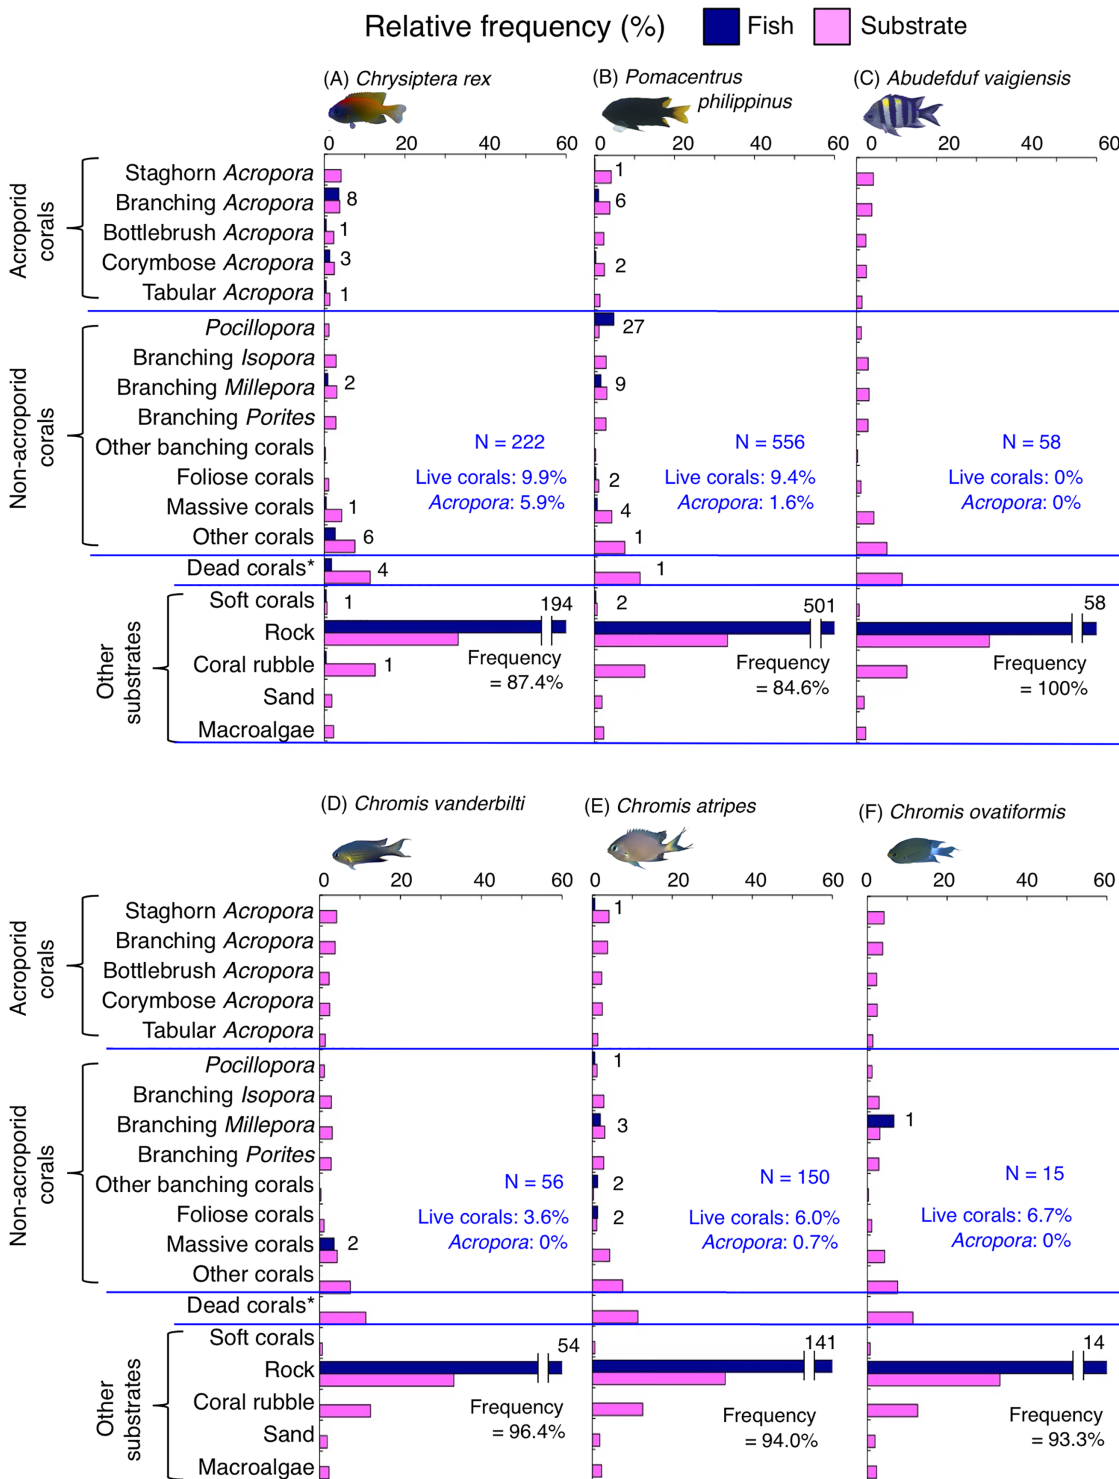 Relative frequency (%) Fish Substrate
(A) Chrysiptera rex
(B) Pomacentrus
philippinus
(C) Abudefduf vaigiensis
0 20 40 60 0 20 40 60 0 20 40 60
Acroporid
corals
Staghorn Acropora 1
Branching Acropora 8 6
Bottlebrush Acropora 1
Corymbose Acropora 3 2
Tabular Acropora 1
Non-acroporid
corals
Pocillopora 27
Branching Isopora
Branching Millepora 2 9
Branching Porites
Other banching corals
Foliose corals 2
Massive corals 1 4
Other corals 6 1
N = 222
Live corals: 9.9%
Acropora: 5.9%
N = 556
Live corals: 9.4%
Acropora: 1.6%
N = 58
Live corals: 0%
Acropora: 0%
Dead corals* 4 1
Other
substrates
Soft corals 1 2
Rock 194 501 58
Coral rubble 1
Sand
Macroalgae
Frequency
= 87.4%
Frequency
= 84.6%
Frequency
= 100%
(D) Chromis vanderbilti
(E) Chromis atripes
(F) Chromis ovatiformis
0 20 40 60 0 20 40 60 0 20 40 60
Acroporid
corals
Staghorn Acropora 1
Branching Acropora
Bottlebrush Acropora
Corymbose Acropora
Tabular Acropora
Non-acroporid
corals
Pocillopora 1
Branching Isopora
Branching Millepora 3 1
Branching Porites
Other banching corals 2
Foliose corals 2
Massive corals 2
Other corals
N = 56
Live corals: 3.6%
Acropora: 0%
N = 150
Live corals: 6.0%
Acropora: 0.7%
N = 15
Live corals: 6.7%
Acropora: 0%
Dead corals*
Other
substrates
Soft corals
Rock 54 141 14
Coral rubble
Sand
Macroalgae
Frequency
= 96.4%
Frequency
= 94.0%
Frequency
= 93.3%